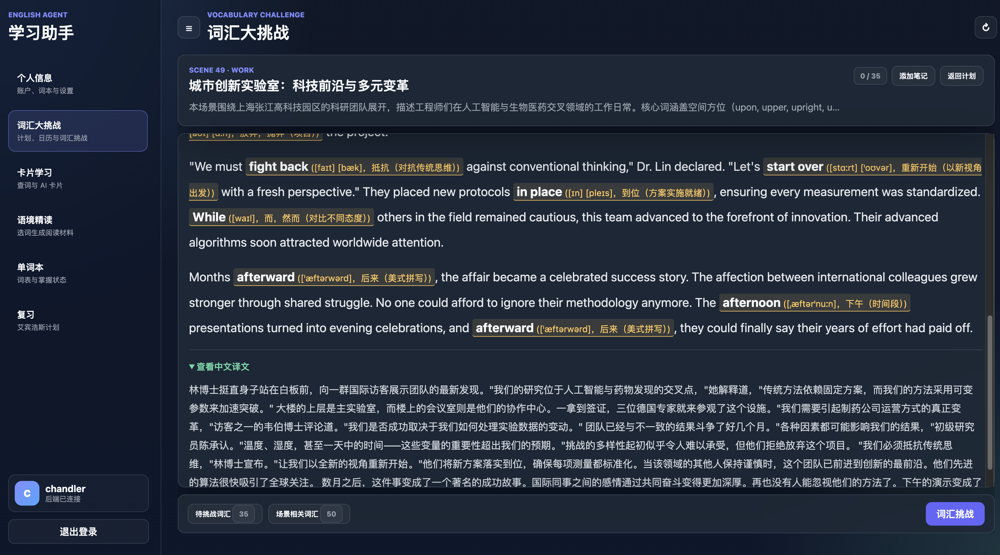 ENGLISH AGENT
学习助手
个人信息
账户、词本与设置
词汇大挑战
计划、日历与词汇挑战
卡片学习
查词与 AI 卡片
语境精读
选词生成阅读材料
单词本
词表与掌握状态
复习
艾宾浩斯计划
C
chandler
后端已连接
退出登录
≡
VOCABULARY CHALLENGE
词汇大挑战
SCENE 49 · WORK
城市创新实验室：科技前沿与多元变革
0 / 35
添加笔记
返回计划
本场景围绕上海张江高科技园区的科研团队展开，描述工程师们在人工智能与生物医药交叉领域的工作日常。核心词涵盖空间方位（upon, upper, upright, u...
the project.
"We must fight back ([faɪt] [bæk]，抵抗（对抗传统思维）) against conventional thinking," Dr. Lin declared. "Let's start over ([stɑːrt] [ˈoʊvər]，重新开始（以新视角
出发）) with a fresh perspective." They placed new protocols in place ([ɪn] [pleɪs]，到位（方案实施就绪）), ensuring every measurement was standardized.
While ([waɪl]，而，然而（对比不同态度）) others in the field remained cautious, this team advanced to the forefront of innovation. Their advanced
algorithms soon attracted worldwide attention.
Months afterward ([ˈæftərwərd]，后来（美式拼写）), the affair became a celebrated success story. The affection between international colleagues grew
stronger through shared struggle. No one could afford to ignore their methodology anymore. The afternoon ([ˌæftərˈnuːn]，下午（时间段）)
presentations turned into evening celebrations, and afterward ([ˈæftərwərd]，后来（美式拼写）), they could finally say their years of effort had paid off.
▼查看中文译文
林博士挺直身子站在白板前，向一群国际访客展示团队的最新发现。"我们的研究位于人工智能与药物发现的交叉点，"她解释道，"传统方法依赖固定方案，而我们的方法采用可变
参数来加速突破。" 大楼的上层是主实验室，而楼上的会议室则是他们的协作中心。一拿到签证，三位德国专家就来参观了这个设施。"我们需要引起制药公司运营方式的真正变
革，"访客之一的韦伯博士评论道。"我们是否成功取决于我们如何处理实验数据的变动。" 团队已经与不一致的结果斗争了好几个月。"各种因素都可能影响我们的结果，"初级研究
员陈承认。"温度、湿度，甚至一天中的时间——这些变量的重要性超出我们的预期。"挑战的多样性起初似乎令人难以承受，但他们拒绝放弃这个项目。 "我们必须抵抗传统思
维，"林博士宣布。"让我们以全新的视角重新开始。"他们将新方案落实到位，确保每项测量都标准化。当该领域的其他人保持谨慎时，这个团队已前进到创新的最前沿。他们先进
的算法很快吸引了全球关注。 数月之后，这件事变成了一个著名的成功故事。国际同事之间的感情通过共同奋斗变得更加深厚。再也没有人能忽视他们的方法了。下午的演示变成了
待挑战词汇 35
场景相关词汇 50
词汇挑战